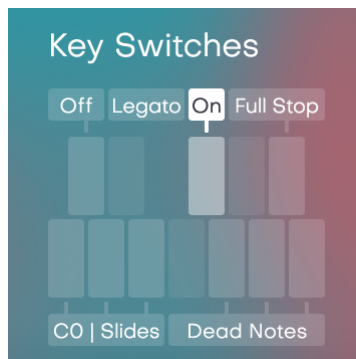 Key Switches
Off Legato On Full Stop
C0 | Slides Dead Notes